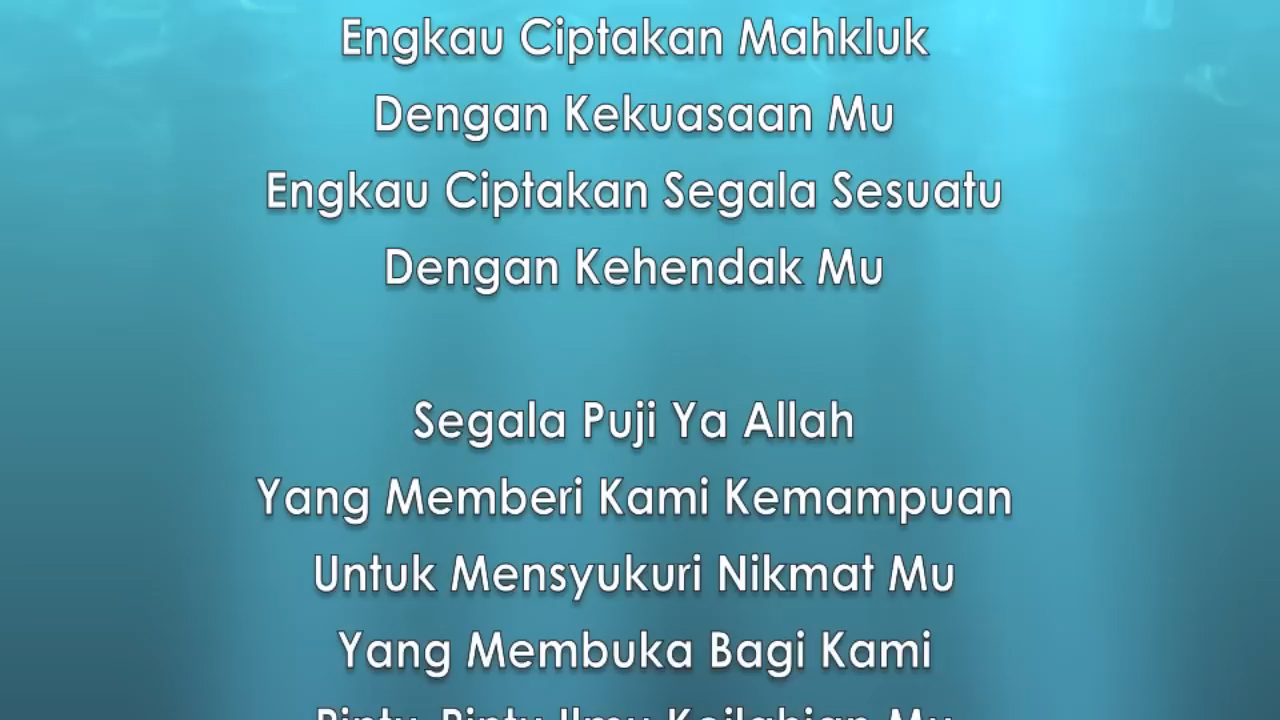 Engkau Ciptakan Mahkluk
Dengan Kekuasaan Mu
Engkau Ciptakan Segala Sesuatu
Dengan Kehendak Mu
Segala Puji Ya Allah
Yang Memberi Kami Kemampuan
Untuk Mensyukuri Nikmat Mu
Yang Membuka Bagi Kami
Pintu-Pintu Ilmu Keilahian Mu